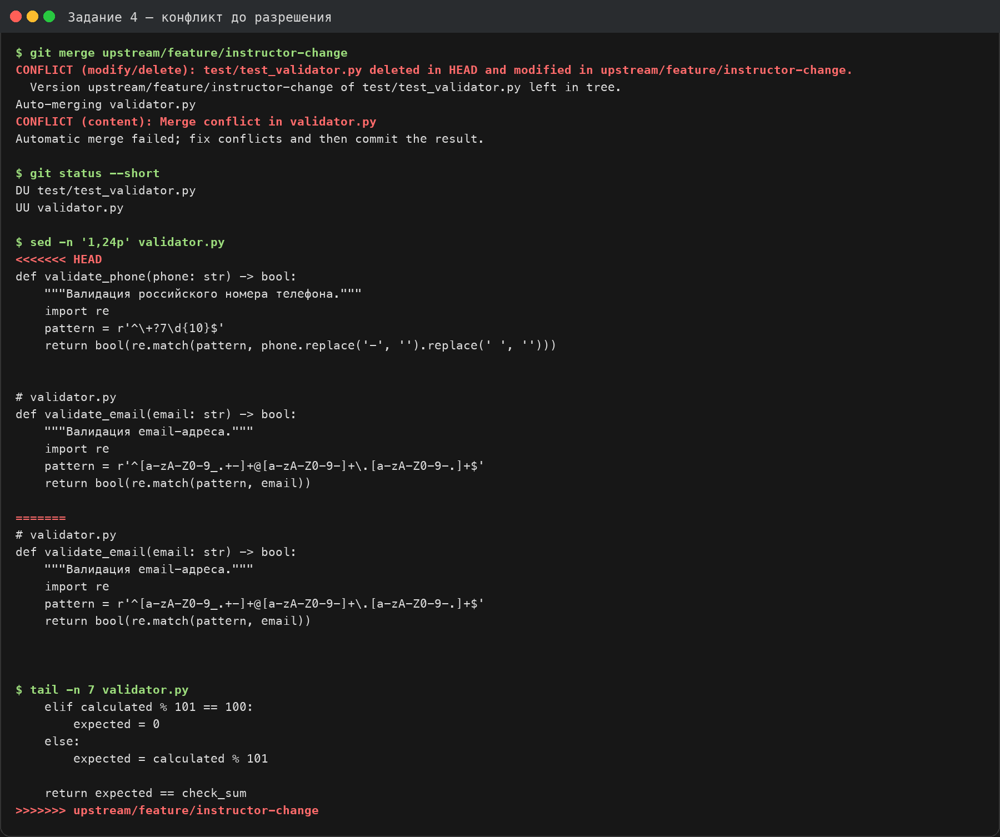 Задание 4 — конфликт до разрешения
$ git merge upstream/feature/instructor-change
CONFLICT (modify/delete): test/test_validator.py deleted in HEAD and modified in upstream/feature/instructor-change.
  Version upstream/feature/instructor-change of test/test_validator.py left in tree.
Auto-merging validator.py
CONFLICT (content): Merge conflict in validator.py
Automatic merge failed; fix conflicts and then commit the result.
$ git status --short
DU test/test_validator.py
UU validator.py
$ sed -n '1,24p' validator.py
<<<<<<< HEAD
def validate_phone(phone: str) -> bool:
    """Валидация российского номера телефона."""
    import re
    pattern = r'^\+?7\d{10}$'
    return bool(re.match(pattern, phone.replace('-', '').replace(' ', '')))
# validator.py
def validate_email(email: str) -> bool:
    """Валидация email-адреса."""
    import re
    pattern = r'^[a-zA-Z0-9_.+-]+@[a-zA-Z0-9-]+\.[a-zA-Z0-9-.]+$'
    return bool(re.match(pattern, email))
=======
# validator.py
def validate_email(email: str) -> bool:
    """Валидация email-адреса."""
    import re
    pattern = r'^[a-zA-Z0-9_.+-]+@[a-zA-Z0-9-]+\.[a-zA-Z0-9-.]+$'
    return bool(re.match(pattern, email))
$ tail -n 7 validator.py
    elif calculated % 101 == 100:
        expected = 0
    else:
        expected = calculated % 101
    return expected == check_sum
>>>>>>> upstream/feature/instructor-change